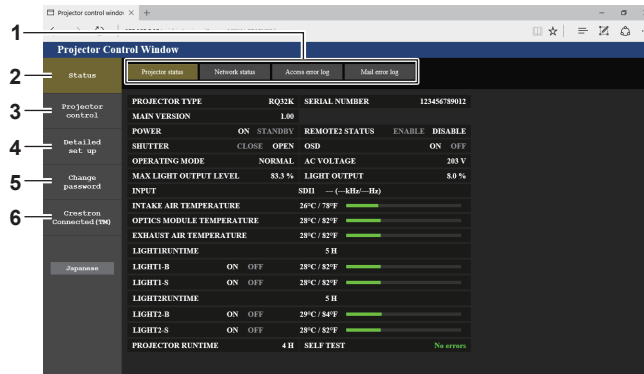 Projector control window
1
Projector Control Window
2
Status
Projector status
Network status
Access error log
Mail error log
3
Projector
control
4
Detailed
set up
5
Change
password
6
Crestron
Connected(TM)
Japanese
PROJECTOR TYPE RQ32K SERIAL NUMBER 123456789012
MAIN VERSION 1.00
POWER ON STANDBY REMOTE2 STATUS ENABLE DISABLE
SHUTTER CLOSE OPEN OSD ON OFF
OPERATING MODE NORMAL AC VOLTAGE 203 V
MAX LIGHT OUTPUT LEVEL 83.3 % LIGHT OUTPUT 8.0 %
INPUT SDI1 --- (---kHz/---Hz)
INTAKE AIR TEMPERATURE 26°C / 78°F
OPTICS MODULE TEMPERATURE 28°C / 82°F
EXHAUST AIR TEMPERATURE 28°C / 82°F
LIGHT1RUNTIME 5 H
LIGHT1-B ON OFF 28°C / 82°F
LIGHT1-S ON OFF 28°C / 82°F
LIGHT2RUNTIME 5 H
LIGHT2-B ON OFF 29°C / 84°F
LIGHT2-S ON OFF 28°C / 82°F
PROJECTOR RUNTIME 4 H SELF TEST No errors